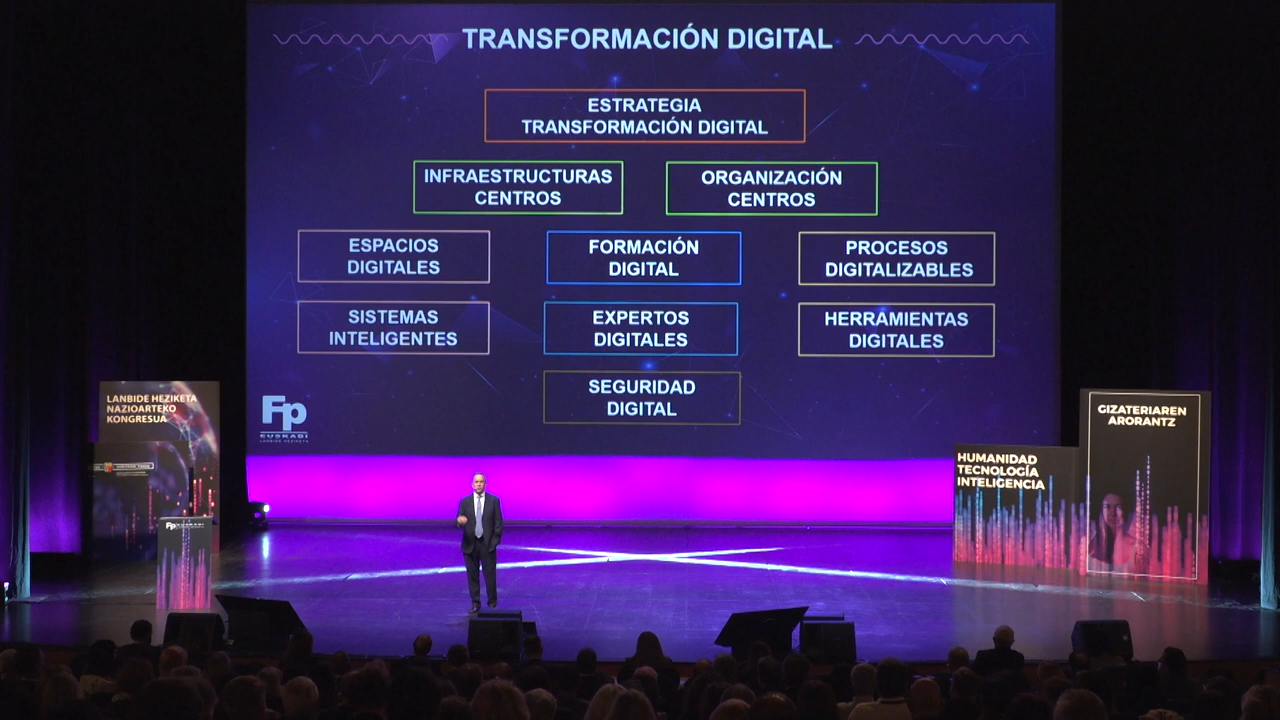 TRANSFORMACIÓN DIGITAL
ESTRATEGIA
TRANSFORMACIÓN DIGITAL
INFRAESTRUCTURAS
CENTROS
ORGANIZACIÓN
CENTROS
ESPACIOS
DIGITALES
FORMACIÓN
DIGITAL
PROCESOS
DIGITALIZABLES
SISTEMAS
INTELIGENTES
EXPERTOS
DIGITALES
HERRAMIENTAS
DIGITALES
SEGURIDAD
DIGITAL
Fp
EUSKADI
LANBIDE HEZIKETA
LANBIDE HEZIKETA
NAZIOARTEKO
KONGRESUA
Fp
HUMANIDAD
TECNOLOGÍA
INTELIGENCIA
GIZATERIAREN
ARORANTZ